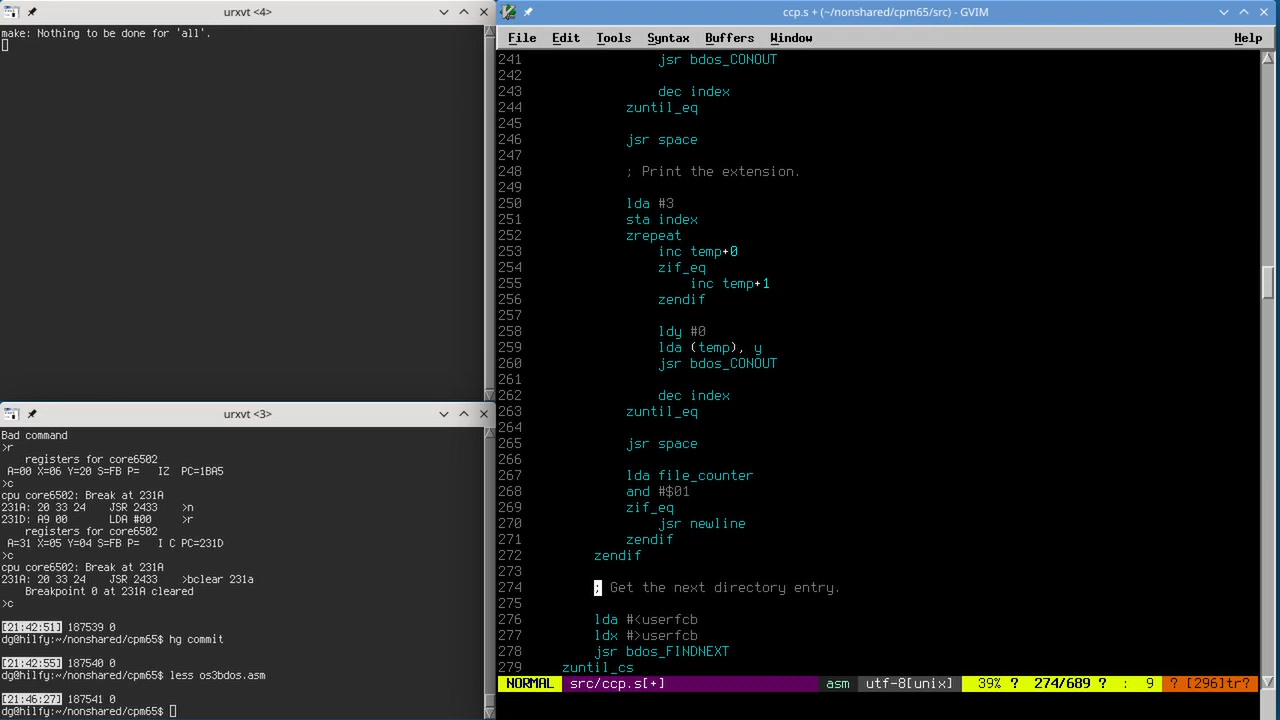 urxvt <4>
make: Nothing to be done for 'all'.
urxvt <3>
Bad command
>r
registers for core6502
A=00 X=06 Y=20 S=FB P=   IZ  PC=1BA5
>c
cpu core6502: Break at 231A
231A: 20 33 24   JSR 2433   >n
231D: A9 00      LDA #00    >r
registers for core6502
A=31 X=05 Y=04 S=FB P=   I C PC=231D
>c
cpu core6502: Break at 231A
231A: 20 33 24   JSR 2433   >bclear 231a
Breakpoint 0 at 231A cleared
>c
[21:42:51] 187539 0
dg@hilfy:~/nonshared/cpm65$ hg commit
[21:42:55] 187540 0
dg@hilfy:~/nonshared/cpm65$ less os3bdos.asm
[21:46:27] 187541 0
dg@hilfy:~/nonshared/cpm65$
ccp.s + (~/nonshared/cpm65/src) - GVIM
File Edit Tools Syntax Buffers Window Help
241 jsr bdos_CONOUT
242
243 dec index
244 zuntil_eq
245
246 jsr space
247
248 ; Print the extension.
249
250 lda #3
251 sta index
252 zrepeat
253 inc temp+0
254 zif_eq
255 inc temp+1
256 zendif
257
258 ldy #0
259 lda (temp), y
260 jsr bdos_CONOUT
261
262 dec index
263 zuntil_eq
264
265 jsr space
266
267 lda file_counter
268 and #$01
269 zif_eq
270 jsr newline
271 zendif
272 zendif
273
274 ; Get the next directory entry.
275
276 lda #<userfcb
277 ldx #>userfcb
278 jsr bdos_FINDNEXT
279 zuntil_cs
NORMAL src/ccp.s[+] asm utf-8[unix] 39% ? 274/689 ? : 9 ? [296]tr?